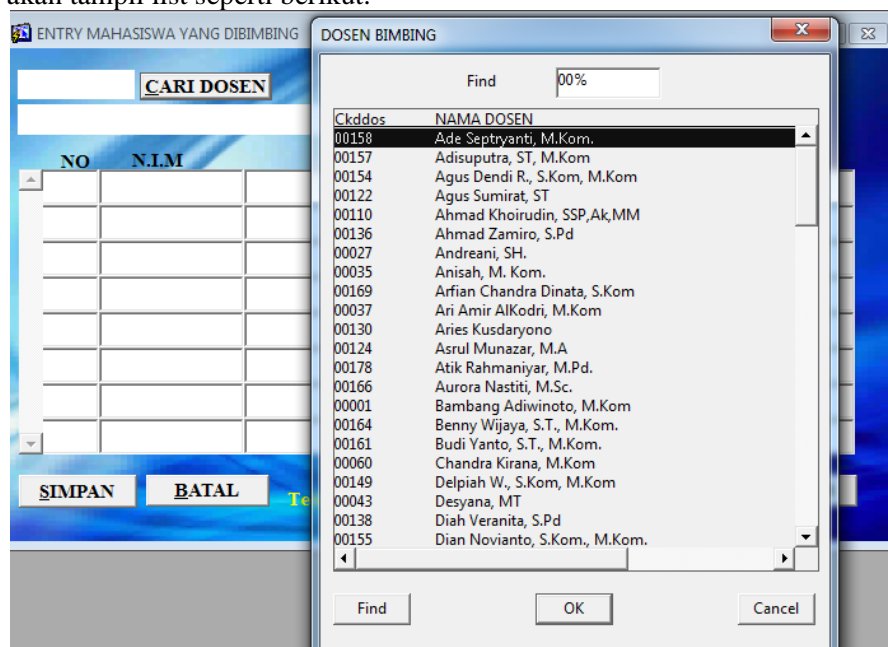 akan tampil list seperti berikut.
ENTRY MAHASISWA YANG DIBIMBING
CARI DOSEN
NO N.I.M
SIMPAN BATAL
DOSEN BIMBING
Find 00%
Ckddos NAMA DOSEN
00158 Ade Septryanti, M.Kom.
00157 Adisuputra, ST, M.Kom
00154 Agus Dendi R., S.Kom, M.Kom
00122 Agus Sumirat, ST
00110 Ahmad Khoirudin, SSP,Ak,MM
00136 Ahmad Zamiro, S.Pd
00027 Andreani, SH.
00035 Anisah, M. Kom.
00169 Arfian Chandra Dinata, S.Kom
00037 Ari Amir AlKodri, M.Kom
00130 Aries Kusdaryono
00124 Asrul Munazar, M.A
00178 Atik Rahmaniyar, M.Pd.
00166 Aurora Nastiti, M.Sc.
00001 Bambang Adiwinoto, M.Kom
00164 Benny Wijaya, S.T., M.Kom.
00161 Budi Yanto, S.T., M.Kom.
00060 Chandra Kirana, M.Kom
00149 Delpiah W., S.Kom, M.Kom
00043 Desyana, MT
00138 Diah Veranita, S.Pd
00155 Dian Novianto, S.Kom., M.Kom.
Find OK Cancel